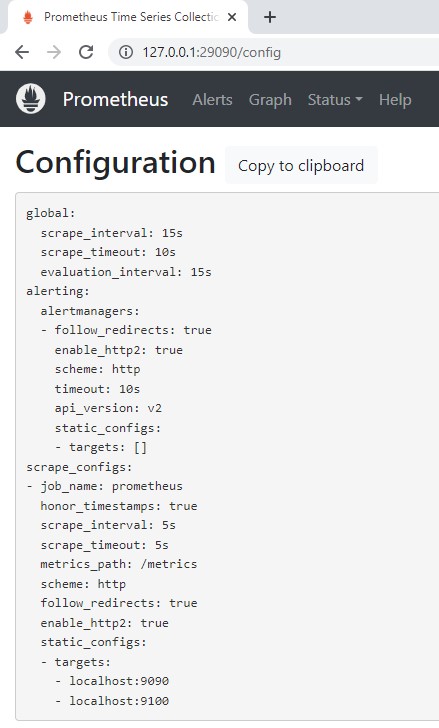 Prometheus Time Series Collectio
127.0.0.1:29090/config
Prometheus Alerts Graph Status Help
Configuration Copy to clipboard
global:
  scrape_interval: 15s
  scrape_timeout: 10s
  evaluation_interval: 15s
alerting:
  alertmanagers:
  - follow_redirects: true
    enable_http2: true
    scheme: http
    timeout: 10s
    api_version: v2
    static_configs:
    - targets: []
scrape_configs:
- job_name: prometheus
  honor_timestamps: true
  scrape_interval: 5s
  scrape_timeout: 5s
  metrics_path: /metrics
  scheme: http
  follow_redirects: true
  enable_http2: true
  static_configs:
  - targets:
    - localhost:9090
    - localhost:9100